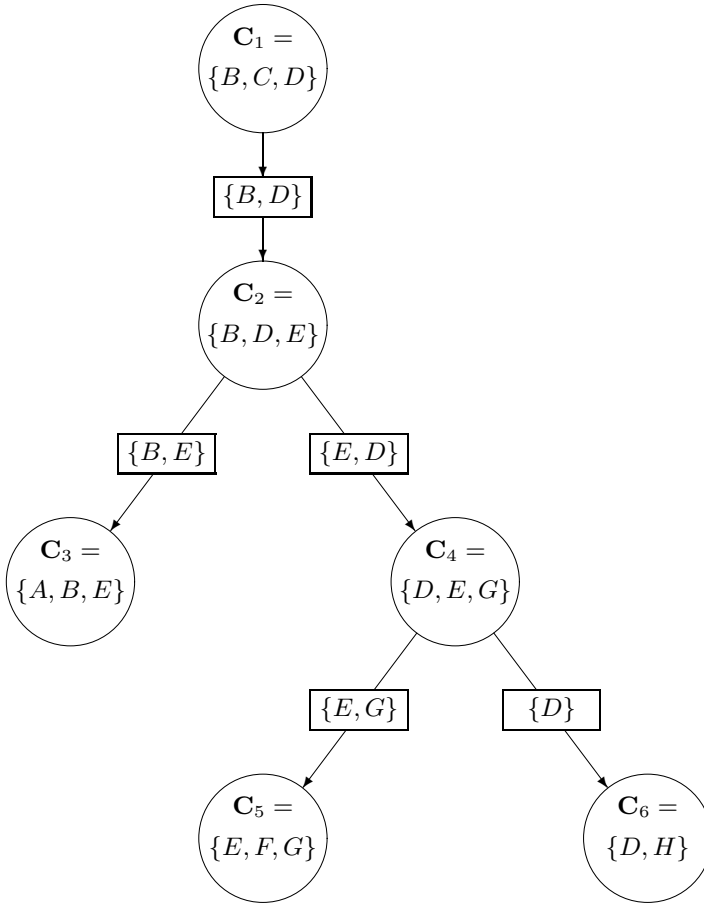 C₁ =
{B, C, D}
{B, D}
C₂ =
{B, D, E}
{B, E}
{E, D}
C₃ =
{A, B, E}
C₄ =
{D, E, G}
{E, G}
{D}
C₅ =
{E, F, G}
C₆ =
{D, H}